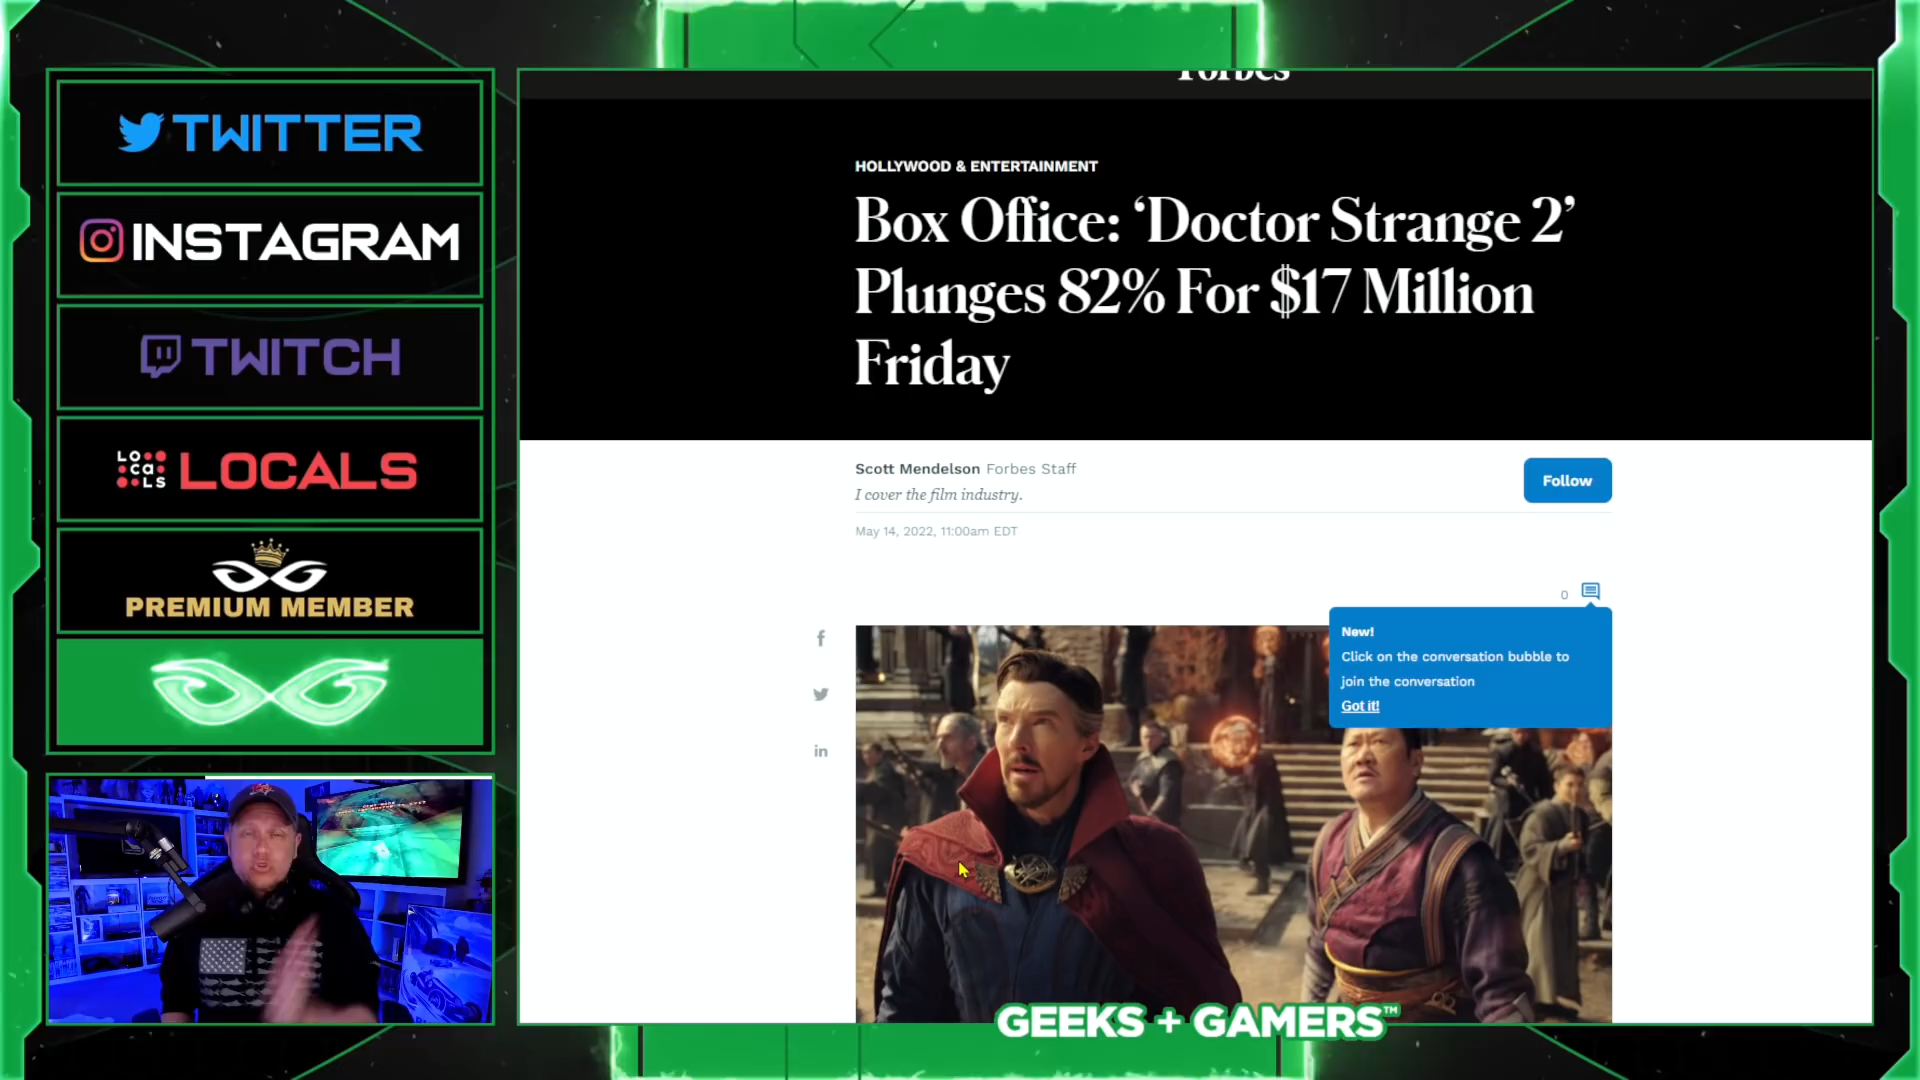 TWITTER
INSTAGRAM
TWITCH
LOCALS
LOCALS
PREMIUM MEMBER
Forbes
HOLLYWOOD & ENTERTAINMENT
Box Office: ‘Doctor Strange 2’
Plunges 82% For $17 Million
Friday
Scott Mendelson Forbes Staff
I cover the film industry.
Follow
May 14, 2022, 11:00am EDT
0
New!
Click on the conversation bubble to
join the conversation
Got it!
f
in
GEEKS + GAMERS™